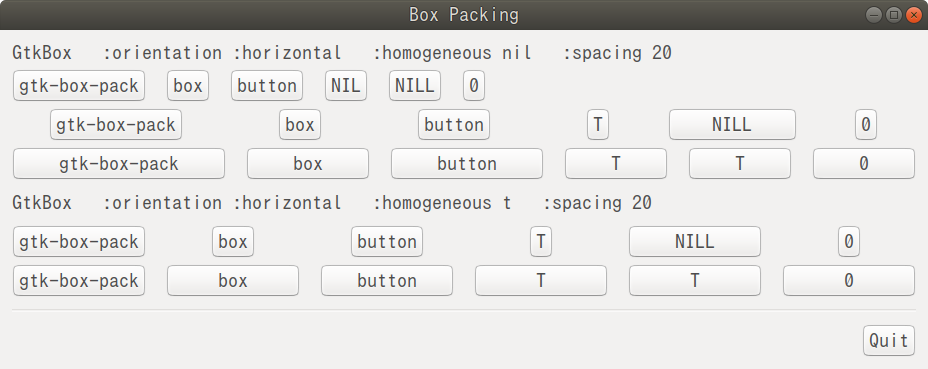 Box Packing
GtkBox :orientation :horizontal :homogeneous nil :spacing 20
gtk-box-pack box button NIL NILL 0
gtk-box-pack box button T NILL 0
gtk-box-pack box button T T 0
GtkBox :orientation :horizontal :homogeneous t :spacing 20
gtk-box-pack box button T NILL 0
gtk-box-pack box button T T 0
Quit